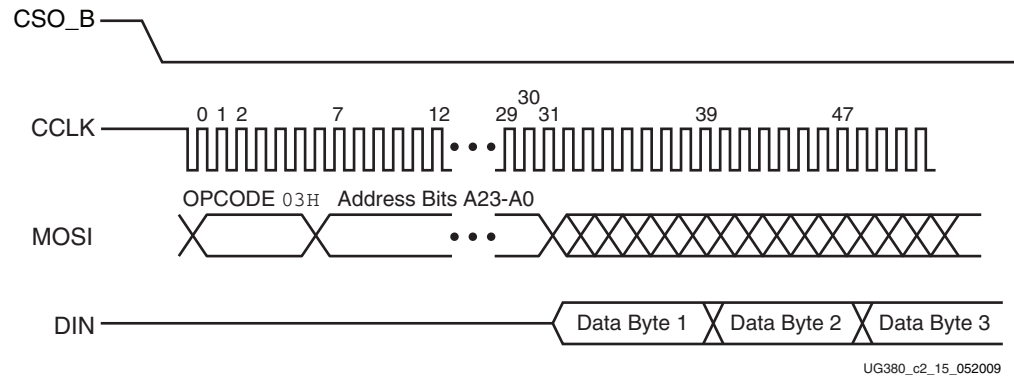 CSO_B
30
0 1 2 7 12 29 31 39 47
CCLK
OPCODE 03H Address Bits A23-A0
MOSI
DIN Data Byte 1 Data Byte 2 Data Byte 3
UG380_c2_15_052009